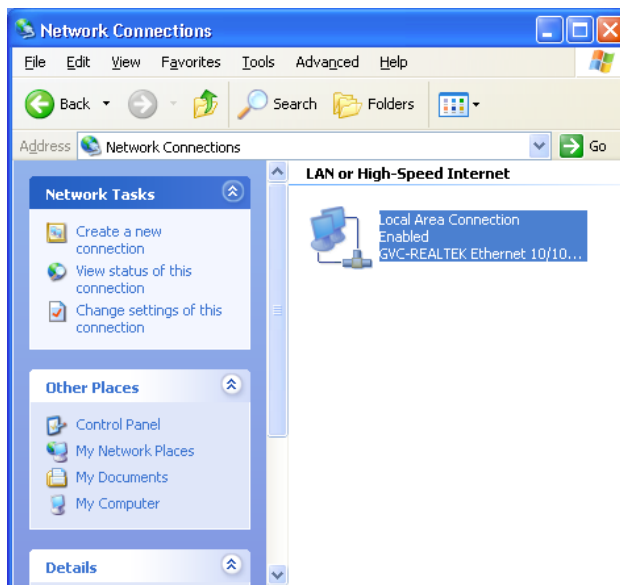 Network Connections
File Edit View Favorites Tools Advanced Help
Back Search Folders
Address Network Connections Go
Network Tasks
Create a new
connection
View status of this
connection
Change settings of this
connection
Other Places
Control Panel
My Network Places
My Documents
My Computer
Details
LAN or High-Speed Internet
Local Area Connection
Enabled
GVC-REALTEK Ethernet 10/10...